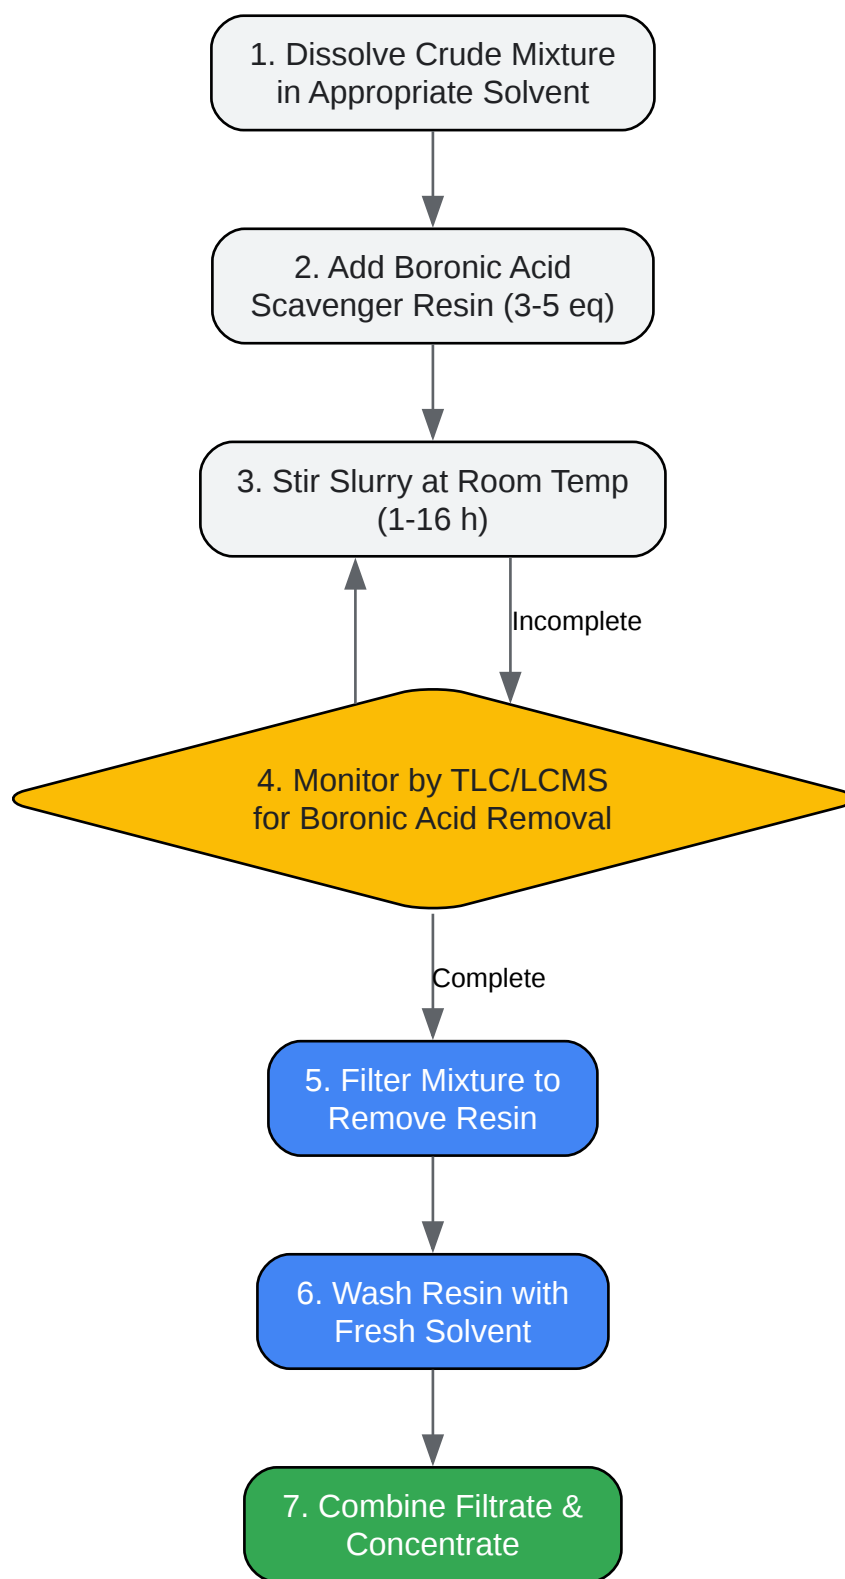 1. Dissolve Crude Mixture
in Appropriate Solvent
2. Add Boronic Acid
Scavenger Resin (3-5 eq)
3. Stir Slurry at Room Temp
(1-16 h)
Incomplete
4. Monitor by TLC/LCMS
for Boronic Acid Removal
Complete
5. Filter Mixture to
Remove Resin
6. Wash Resin with
Fresh Solvent
7. Combine Filtrate &
Concentrate